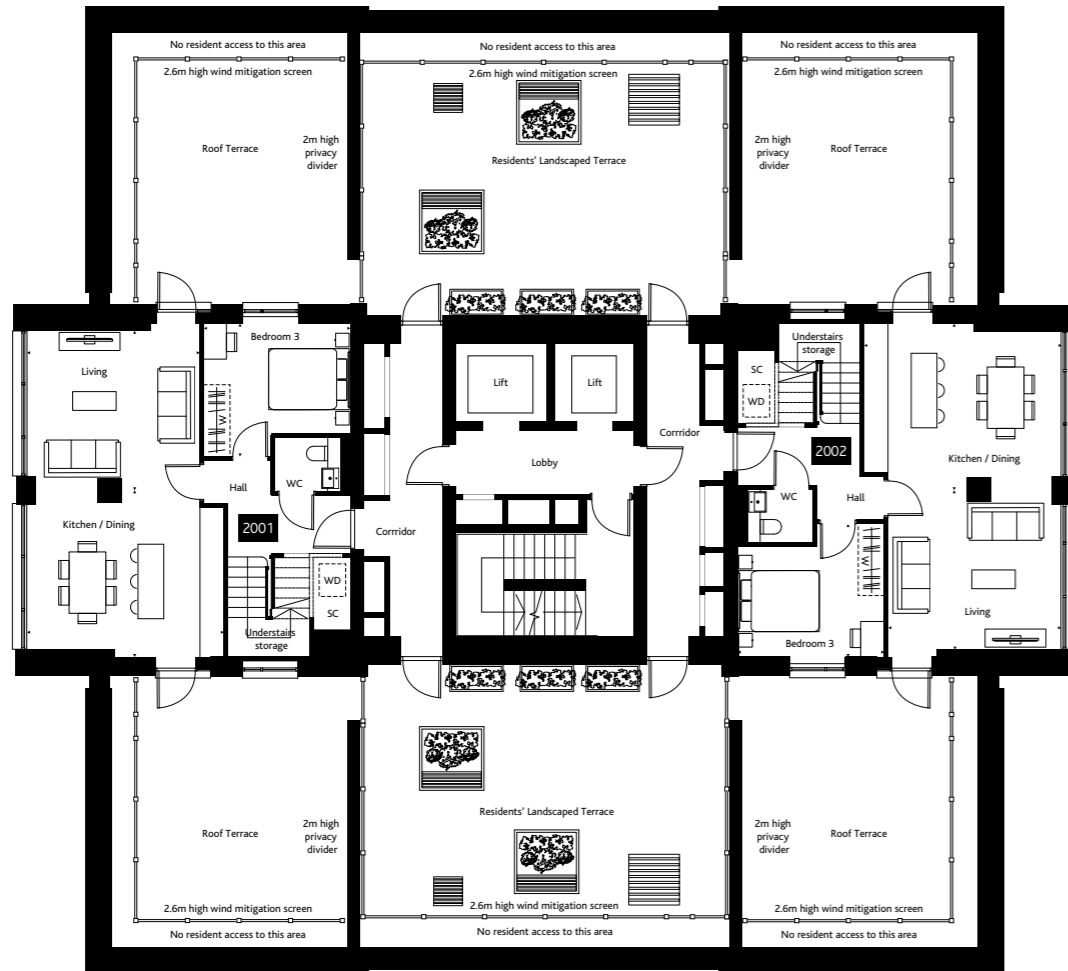 No resident access to this area
No resident access to this area
No resident access to this area
2.6m high wind mitigation screen
2.6m high wind mitigation screen
2.6m high wind mitigation screen
Roof Terrace
2m high
privacy
divider
Residents' Landscaped Terrace
2m high
privacy
divider
Roof Terrace
Living
Bedroom 3
W
Hall
WC
2001
Kitchen / Dining
Corrridor
WD
SC
Understairs
storage
Lift
Lift
Lobby
Corrridor
Understairs
storage
SC
WD
2002
Kitchen / Dining
WC
Hall
W
Bedroom 3
Living
Roof Terrace
2m high
privacy
divider
Residents' Landscaped Terrace
2m high
privacy
divider
Roof Terrace
2.6m high wind mitigation screen
2.6m high wind mitigation screen
2.6m high wind mitigation screen
No resident access to this area
No resident access to this area
No resident access to this area